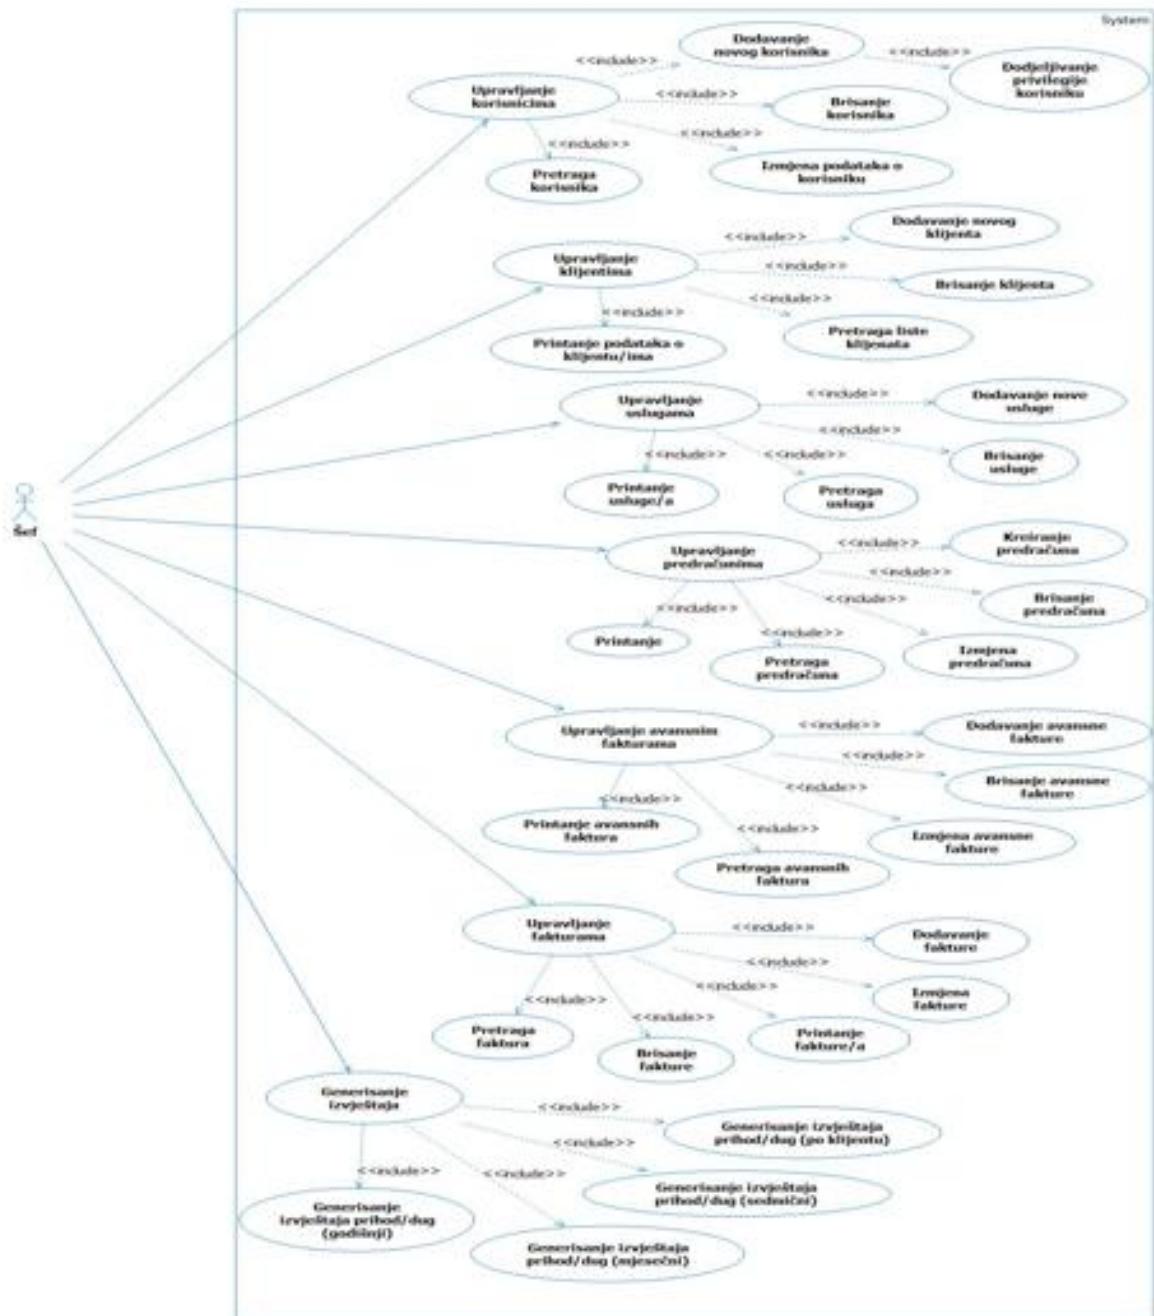 System
Dodavanje
novog korisnika
<<include>>
<<include>>
Dodjeljivanje
privilegije
korisniku
Upravljanje
korisnicima
<<include>>
Brisanje
korisnika
<<include>>
<<include>>
Izmjena podataka o
korisniku
Pretraga
korisnika
Dodavanje novog
klijenta
<<include>>
Upravljanje
klijentima
<<include>>
Brisanje klijenta
<<include>>
<<include>>
Pretraga liste
klijenata
Printanje podataka o
klijentu/ima
Upravljanje
uslugama
<<include>>
Dodavanje nove
usluge
<<include>>
Brisanje
usluge
<<include>>
<<include>>
Printanje
usluge/a
Pretraga
usluga
Šef
Upravljanje
predračunima
<<include>>
Kreiranje
predračuna
<<include>>
Brisanje
predračuna
<<include>>
<<include>>
<<include>>
Printanje
Pretraga
predračuna
Izmjena
predračuna
Upravljanje avansnim
fakturama
<<include>>
Dodavanje avansne
fakture
<<include>>
Brisanje avansne
fakture
<<include>>
<<include>>
Printanje avansnih
faktura
Izmjena avansne
fakture
<<include>>
Pretraga avansnih
faktura
Upravljanje
fakturama
<<include>>
Dodavanje
fakture
<<include>>
Izmjena
fakture
<<include>>
<<include>>
<<include>>
Pretraga
faktura
Brisanje
fakture
Printanje
fakture/a
Generisanje
izvještaja
<<include>>
Generisanje izvještaja
prihod/dug (po klijentu)
<<include>>
<<include>>
<<include>>
Generisanje izvještaja
prihod/dug (sedmični)
Generisanje
izvještaja prihod/dug
(godišnji)
Generisanje izvještaja
prihod/dug (mjesečni)